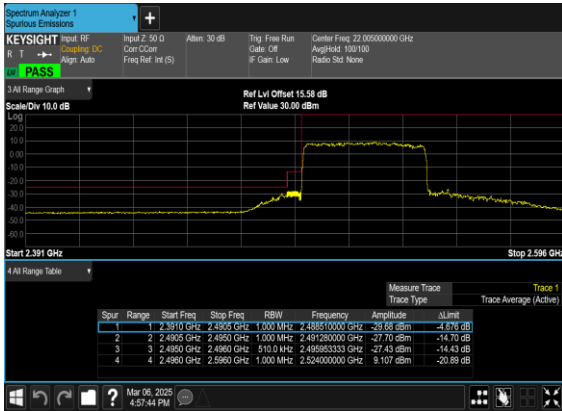 Spectrum Analyzer 1
Spurious Emissions
+
KEYSIGHT Input: RF Input Z: 50 Ω Atten: 30 dB Trig: Free Run Center Freq: 22.005000000 GHz
R T Coupling: DC Corr CCorr Gate: Off Avg|Hold: 100/100
Align: Auto Freq Ref: Int (S) IF Gain: Low Radio Std: None
PASS
3 All Range Graph
Ref Lvl Offset 15.58 dB
Scale/Div 10.0 dB Ref Value 30.00 dBm
Log
20.0
10.0
0.00
-10.0
-20.0
-30.0
-40.0
-50.0
-60.0
Start 2.391 GHz Stop 2.596 GHz
4 All Range Table
Measure Trace Trace 1
Trace Type Trace Average (Active)
Spur Range Start Freq Stop Freq RBW Frequency Amplitude ΔLimit
1 1 2.3910 GHz 2.4905 GHz 1.000 MHz 2.488510000 GHz -29.68 dBm -4.676 dB
2 2 2.4905 GHz 2.4950 GHz 1.000 MHz 2.491280000 GHz -27.70 dBm -14.70 dB
3 3 2.4950 GHz 2.4960 GHz 510.0 kHz 2.495953333 GHz -27.43 dBm -14.43 dB
4 4 2.4960 GHz 2.5960 GHz 1.000 MHz 2.524000000 GHz 9.107 dBm -20.89 dB
? Mar 06, 2025
4:57:44 PM